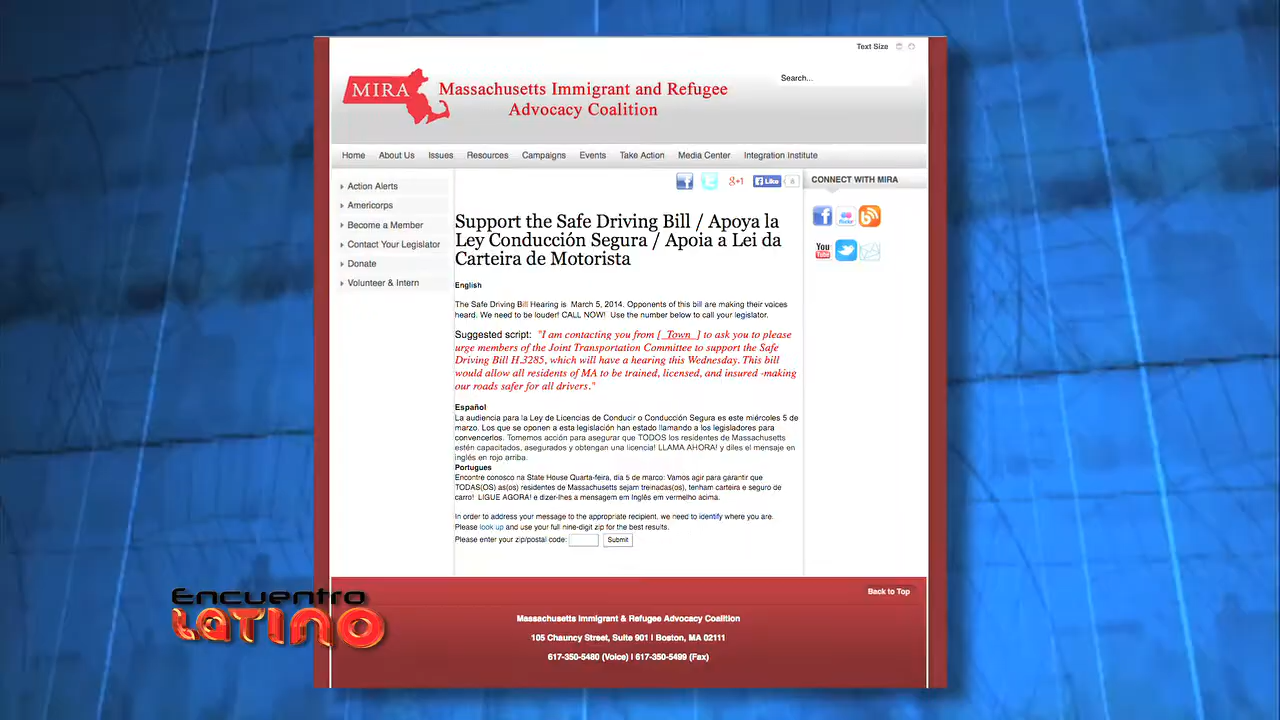 Text Size
MIRA
Massachusetts Immigrant and Refugee
Advocacy Coalition
Search...
Home About Us Issues Resources Campaigns Events Take Action Media Center Integration Institute
Action Alerts
Americorps
Become a Member
Contact Your Legislator
Donate
Volunteer & Intern
g+1 Like
CONNECT WITH MIRA
flickr
You Tube
Support the Safe Driving Bill / Apoya la
Ley Conducción Segura / Apoia a Lei da
Carteira de Motorista
English
The Safe Driving Bill Hearing is March 5, 2014. Opponents of this bill are making their voices
heard. We need to be louder! CALL NOW! Use the number below to call your legislator.
Suggested script: "I am contacting you from [ Town ] to ask you to please
urge members of the Joint Transportation Committee to support the Safe
Driving Bill H.3285, which will have a hearing this Wednesday. This bill
would allow all residents of MA to be trained, licensed, and insured -making
our roads safer for all drivers."
Español
La audiencia para la Ley de Licencias de Conducir o Conducción Segura es este miércoles 5 de
marzo. Los que se oponen a esta legislación han estado llamando a los legisladores para
convencerlos. Tomemos acción para asegurar que TODOS los residentes de Massachusetts
estén capacitados, asegurados y obtengan una licencia! LLAMA AHORA! y diles el mensaje en
inglés en rojo arriba.
Portugues
Encontre conosco na State House Quarta-feira, dia 5 de marco: Vamos agir para garantir que
TODAS(OS) as(os) residentes de Massachusetts sejam treinadas(os), tenham carteira e seguro de
carro! LIGUE AGORA! e dizer-lhes a mensagem em Inglês em vermelho acima.
In order to address your message to the appropriate recipient, we need to identify where you are.
Please look up and use your full nine-digit zip for the best results.
Please enter your zip/postal code: Submit
Back to Top
Massachusetts Immigrant & Refugee Advocacy Coalition
105 Chauncy Street, Suite 901 | Boston, MA 02111
617-350-5480 (Voice) | 617-350-5499 (Fax)
Encuentro
LATINO